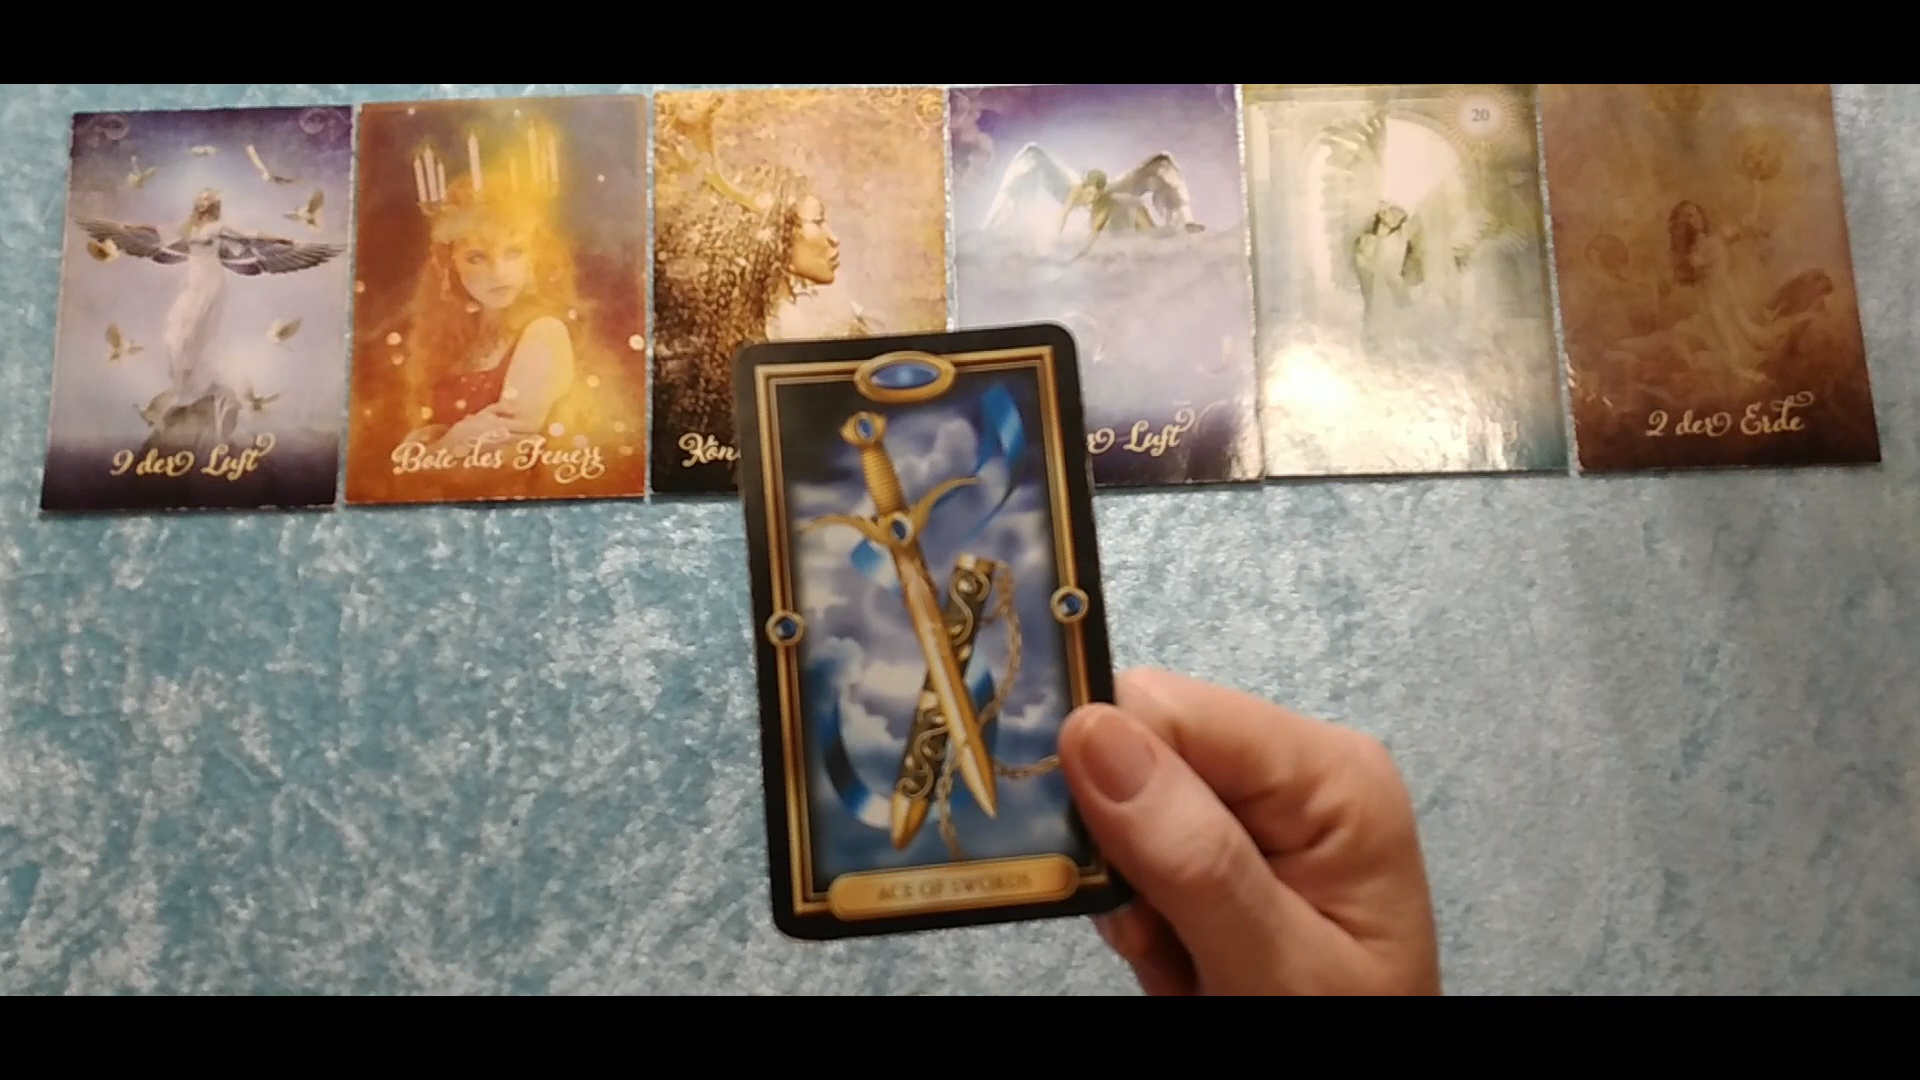 20
9 der Luft
Bote des Feuers
Luft
2 der Erde
ACE OF SWORDS